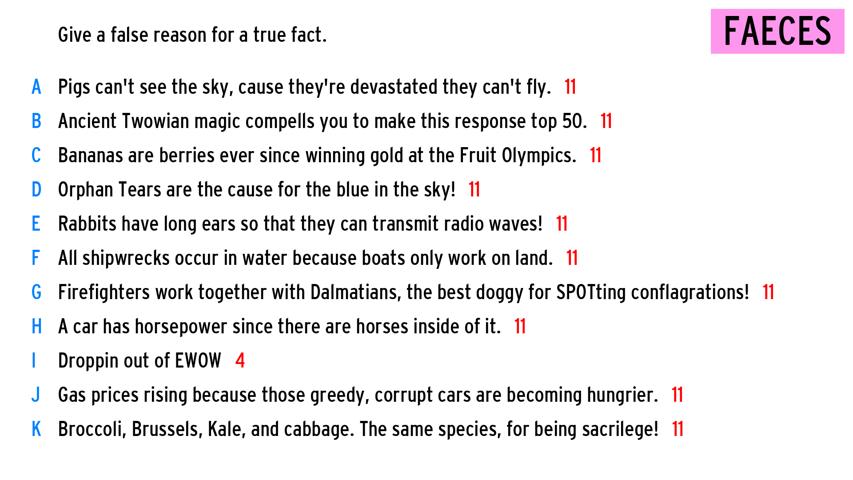 Give a false reason for a true fact.
FAECES
A Pigs can't see the sky, cause they're devastated they can't fly. 11
B Ancient Twowian magic compells you to make this response top 50. 11
C Bananas are berries ever since winning gold at the Fruit Olympics. 11
D Orphan Tears are the cause for the blue in the sky! 11
E Rabbits have long ears so that they can transmit radio waves! 11
F All shipwrecks occur in water because boats only work on land. 11
G Firefighters work together with Dalmatians, the best doggy for SPOTting conflagrations! 11
H A car has horsepower since there are horses inside of it. 11
I Droppin out of EWOW 4
J Gas prices rising because those greedy, corrupt cars are becoming hungrier. 11
K Broccoli, Brussels, Kale, and cabbage. The same species, for being sacrilege! 11